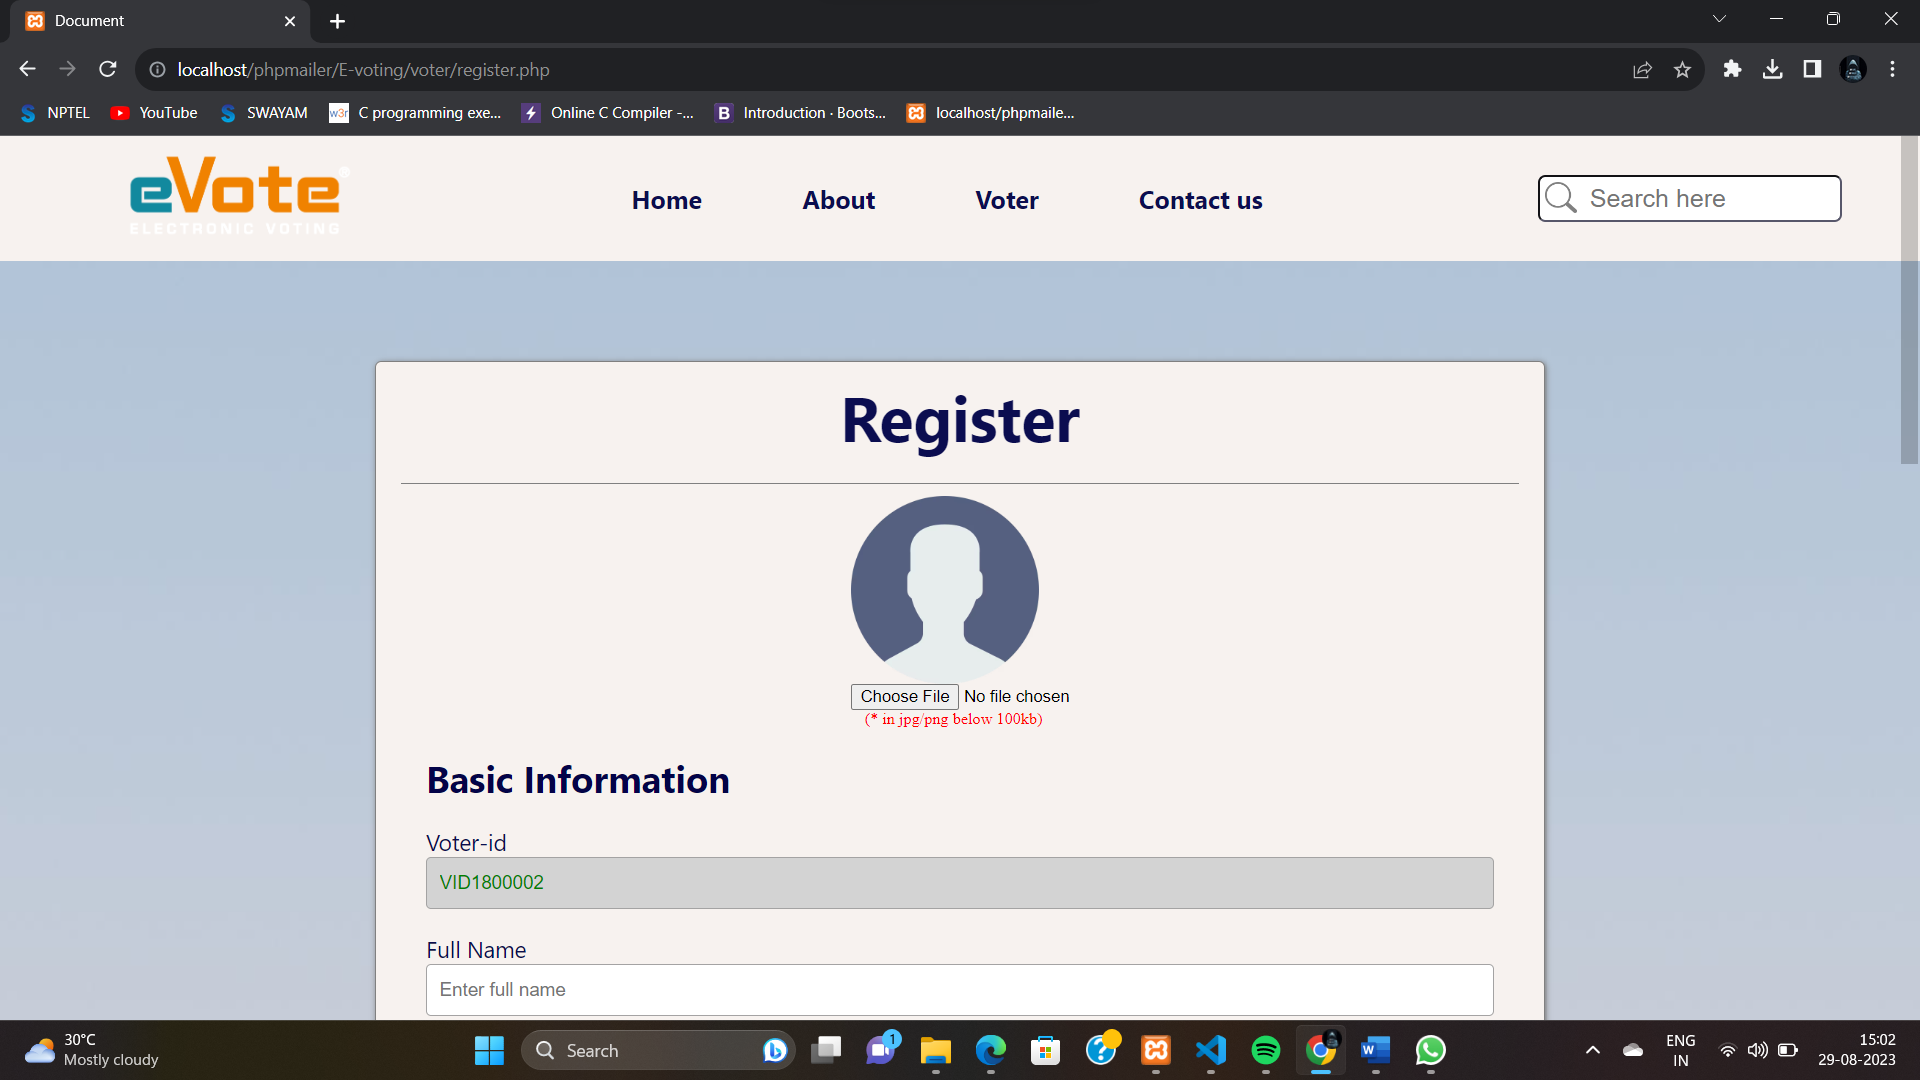 Document
localhost/phpmailer/E-voting/voter/register.php
NPTEL YouTube SWAYAM w3r C programming exe... Online C Compiler -... B Introduction · Boots... localhost/phpmaile...
eVote®
ELECTRONIC VOTING
Home About Voter Contact us Search here
Register
Choose File No file chosen
(* in jpg/png below 100kb)
Basic Information
Voter-id
VID1800002
Full Name
Enter full name
30°C
Mostly cloudy
Search
1
W
ENG
IN
15:02
29-08-2023